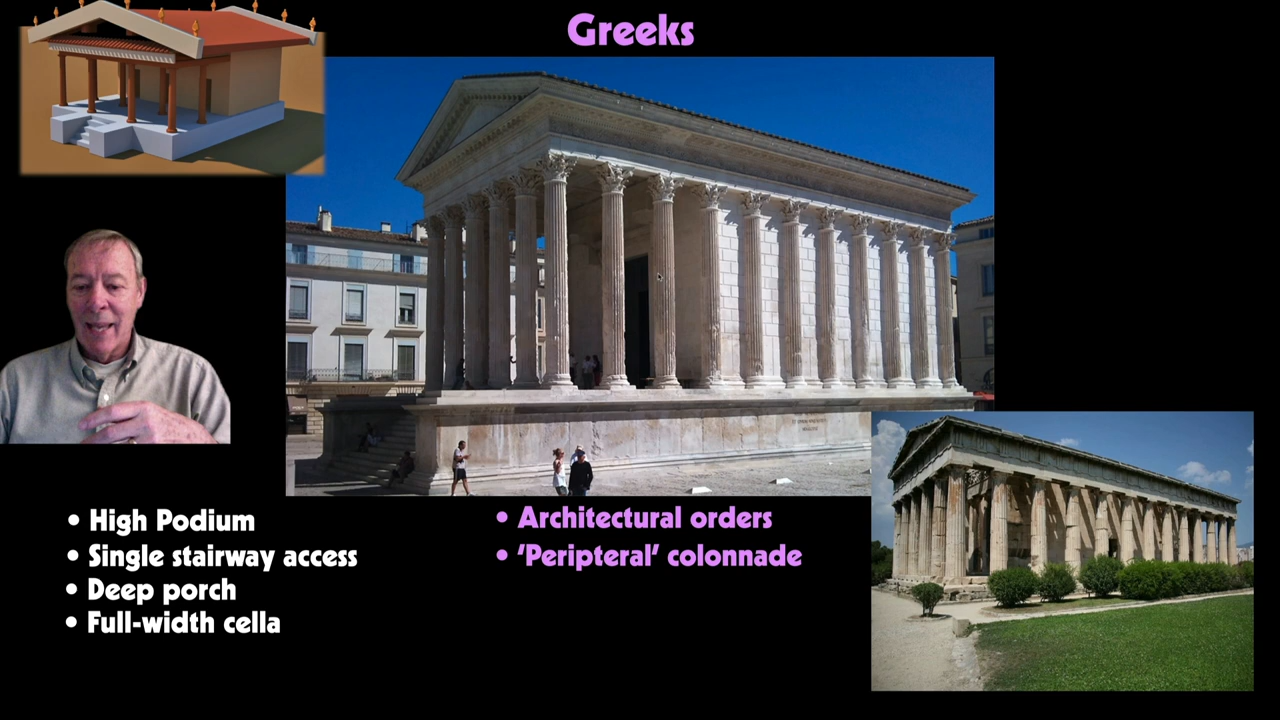 Greeks
• High Podium
• Single stairway access
• Deep porch
• Full-width cella
• Architectural orders
• ‘Peripteral’ colonnade